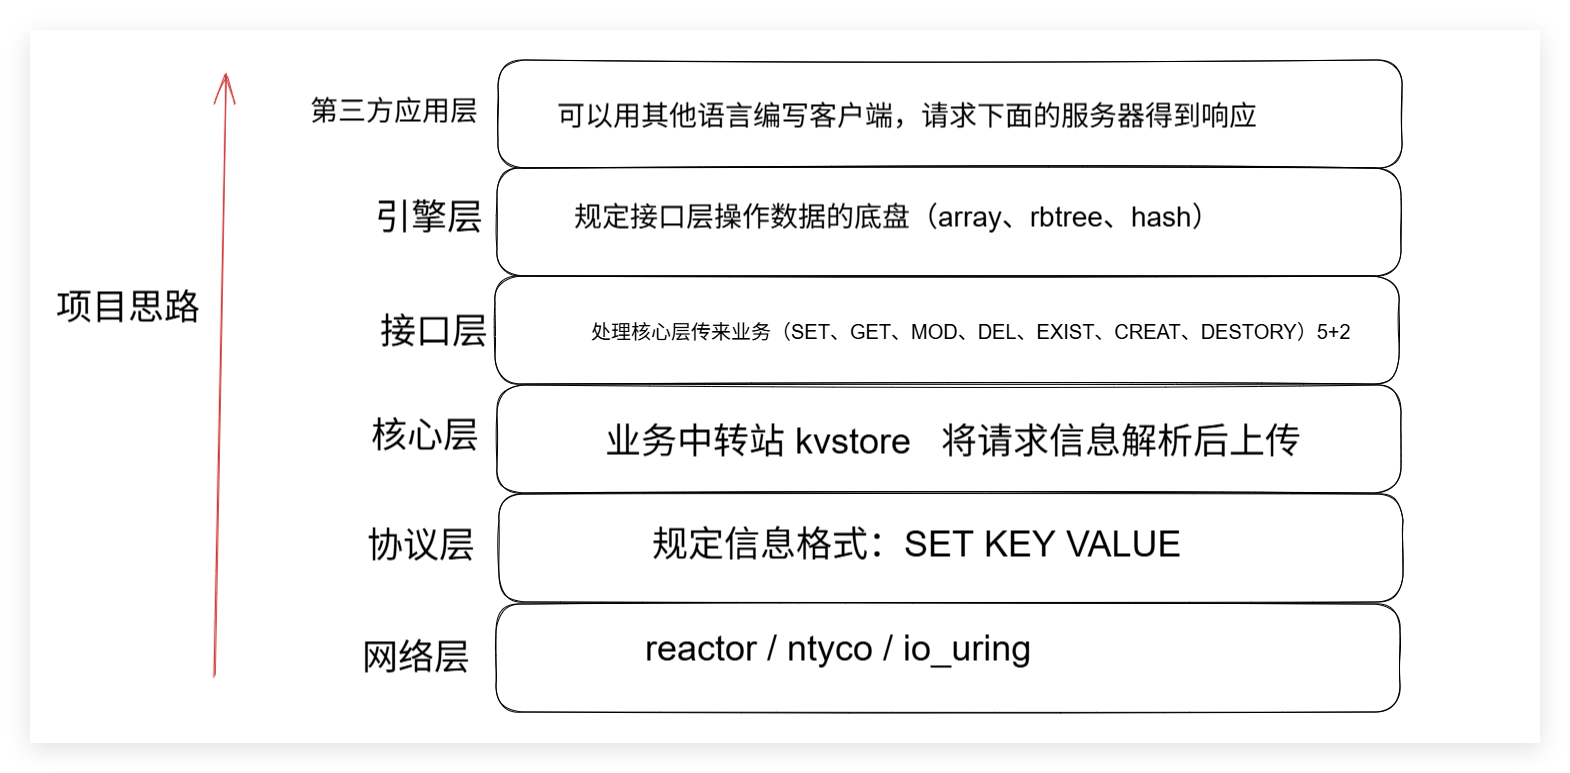 第三方应用层
可以用其他语言编写客户端，请求下面的服务器得到响应
引擎层
规定接口层操作数据的底盘（array、rbtree、hash）
项目思路
接口层
处理核心层传来业务（SET、GET、MOD、DEL、EXIST、CREAT、DESTORY）5+2
核心层
业务中转站 kvstore 将请求信息解析后上传
协议层
规定信息格式：SET KEY VALUE
网络层
reactor / ntyco / io_uring